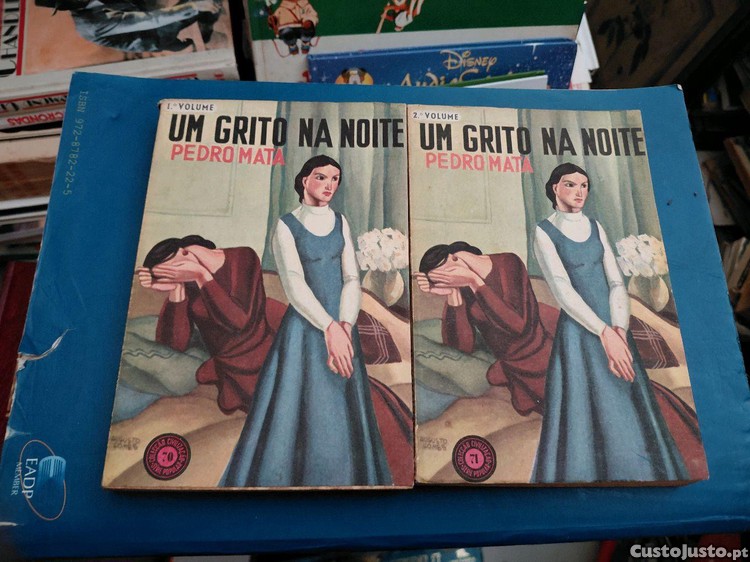 DISNEY
ISBN 972-8782-22-5
1.º VOLUME
UM GRITO NA NOITE
PEDRO MATA
70
2.º VOLUME
UM GRITO NA NOITE
PEDRO MATA
71
EADP
MEMBER
CustoJusto.pt